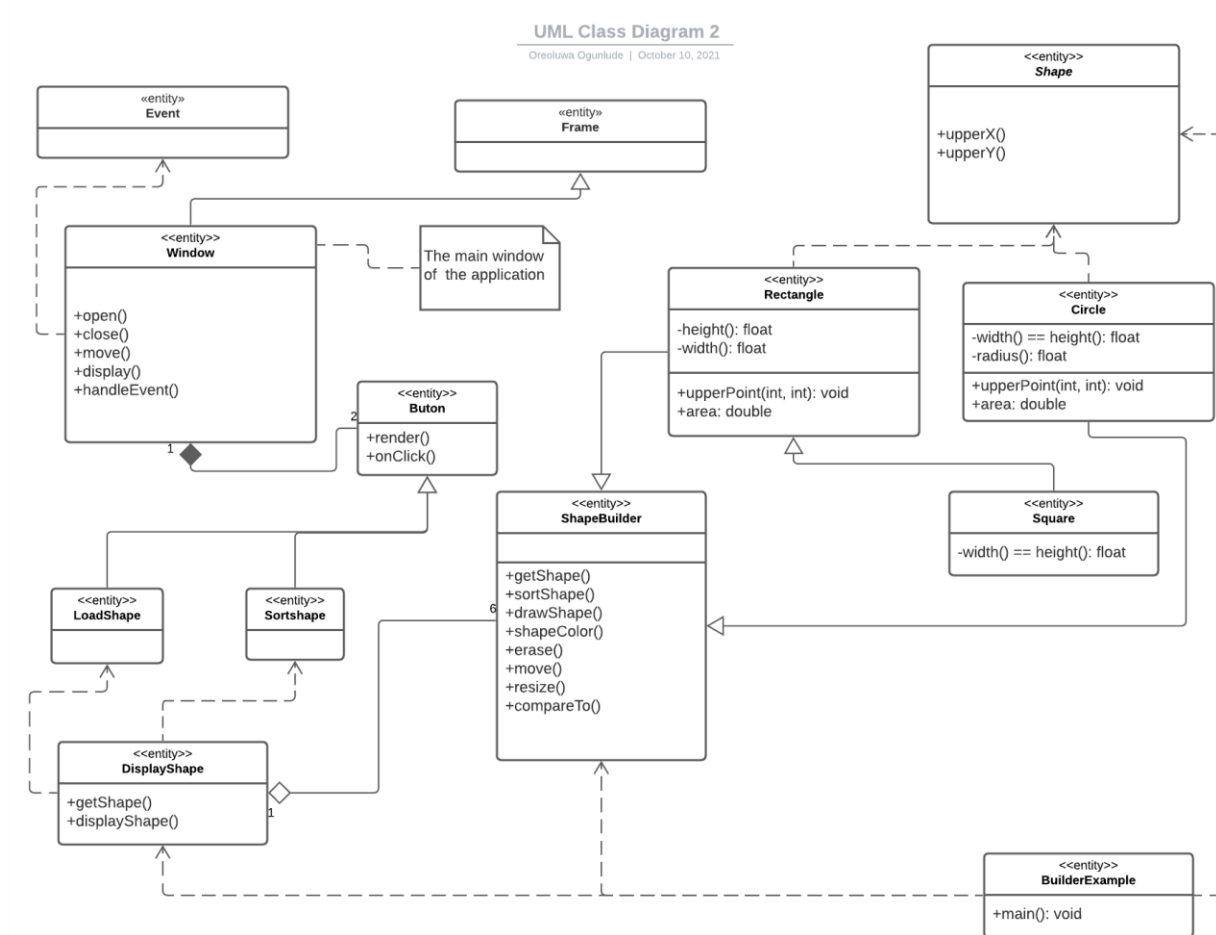 UML Class Diagram 2
Oreoluwa Ogunlude | October 10, 2021
<<entity>>
Shape
+upperX()
+upperY()
«entity»
Event
«entity»
Frame
<<entity>>
Window
+open()
+close()
+move()
+display()
+handleEvent()
1
The main window
of the application
<<entity>>
Rectangle
-height(): float
-width(): float
+upperPoint(int, int): void
+area: double
<<entity>>
Circle
-width() == height(): float
-radius(): float
+upperPoint(int, int): void
+area: double
2
<<entity>>
Buton
+render()
+onClick()
<<entity>>
ShapeBuilder
+getShape()
+sortShape()
+drawShape()
+shapeColor()
+erase()
+move()
+resize()
+compareTo()
6
<<entity>>
Square
-width() == height(): float
<<entity>>
LoadShape
<<entity>>
Sortshape
<<entity>>
DisplayShape
+getShape()
+displayShape()
1
<<entity>>
BuilderExample
+main(): void